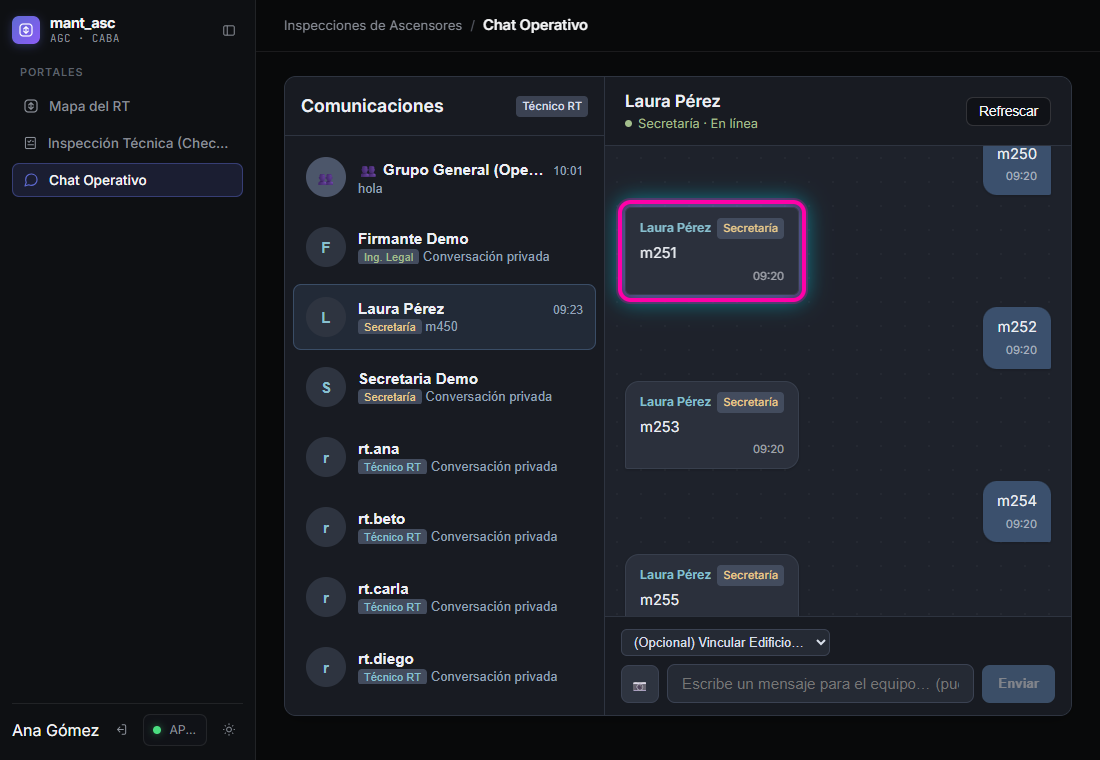 mant_asc
AGC · CABA
PORTALES
Mapa del RT
Inspección Técnica (Chec...
Chat Operativo
Ana Gómez
AP...
Inspecciones de Ascensores / Chat Operativo
Comunicaciones
Técnico RT
Grupo General (Ope... 10:01
hola
F
Firmante Demo
Ing. Legal Conversación privada
L
Laura Pérez 09:23
Secretaría m450
S
Secretaria Demo
Secretaría Conversación privada
r
rt.ana
Técnico RT Conversación privada
r
rt.beto
Técnico RT Conversación privada
r
rt.carla
Técnico RT Conversación privada
r
rt.diego
Técnico RT Conversación privada
Laura Pérez
Secretaría · En línea
Refrescar
m250
09:20
Laura Pérez Secretaría
m251
09:20
m252
09:20
Laura Pérez Secretaría
m253
09:20
m254
09:20
Laura Pérez Secretaría
m255
(Opcional) Vincular Edificio...
Escribe un mensaje para el equipo... (pu
Enviar